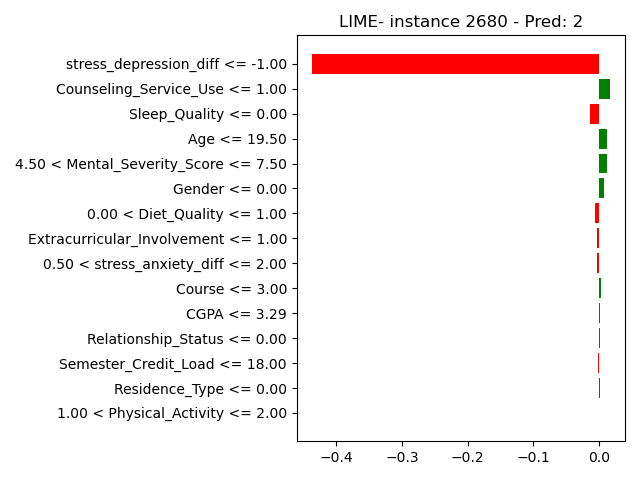 LIME- instance 2680 - Pred: 2
stress_depression_diff <= -1.00
Counseling_Service_Use <= 1.00
Sleep_Quality <= 0.00
Age <= 19.50
4.50 < Mental_Severity_Score <= 7.50
Gender <= 0.00
0.00 < Diet_Quality <= 1.00
Extracurricular_Involvement <= 1.00
0.50 < stress_anxiety_diff <= 2.00
Course <= 3.00
CGPA <= 3.29
Relationship_Status <= 0.00
Semester_Credit_Load <= 18.00
Residence_Type <= 0.00
1.00 < Physical_Activity <= 2.00
−0.4 −0.3 −0.2 −0.1 0.0